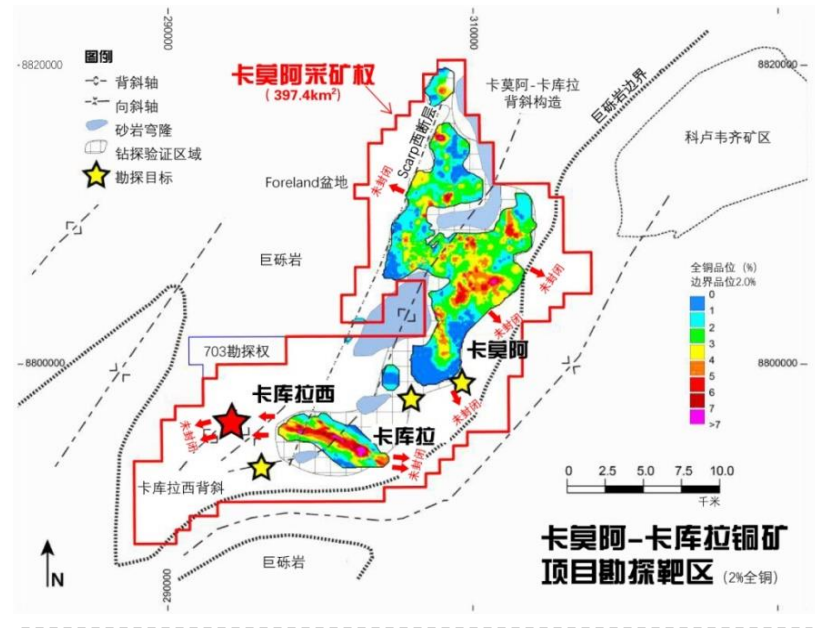 290000
310000
8820000
8820000
图例
背斜轴
向斜轴
砂岩穹隆
钻探验证区域
勘探目标
卡莫阿采矿权
(397.4km²)
Scarp西断层
卡莫阿-卡库拉
背斜构造
巨砾岩边界
科卢韦齐矿区
Foreland盆地
未封闭
巨砾岩
未封闭
未封闭
全铜品位 (%)
边界品位2.0%
0
1
2
3
4
5
6
7
>7
703勘探权
卡莫阿
8800000
8800000
卡库拉西
未封闭
未封闭
卡库拉
未封闭
卡库拉西背斜
0
2.5
5.0
7.5
10.0
千米
巨砾岩
N
290000
310000
卡莫阿-卡库拉铜矿
项目勘探靶区 (2%全铜)